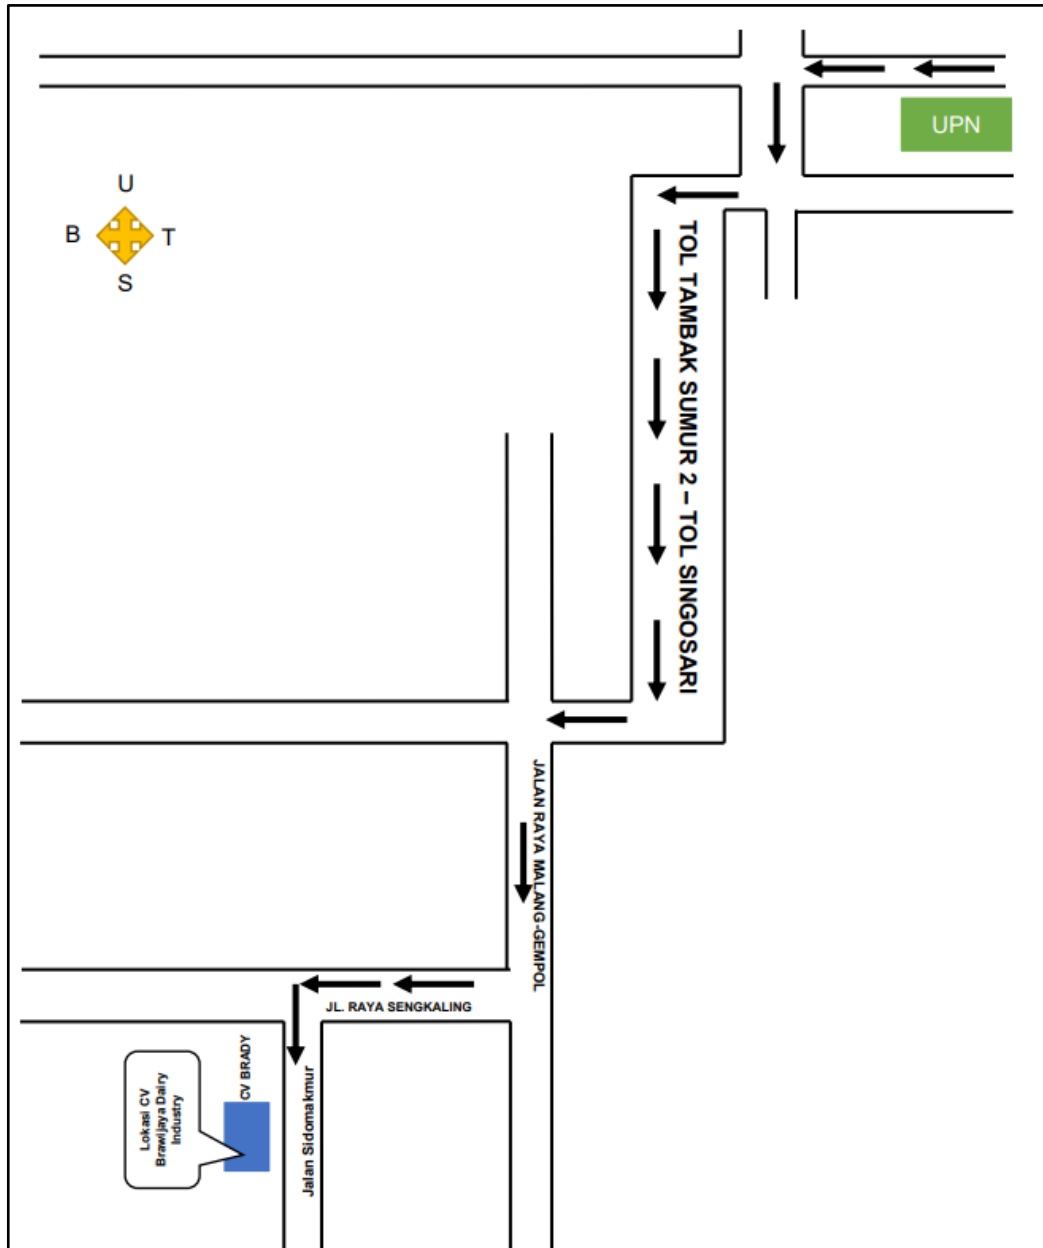 UPN
U
B
T
S
TOL TAMBAK SUMUR 2 – TOL SINGOSARI
JALAN RAYA MALANG-GEMPOL
JL. RAYA SENGKALING
CV BRADY
Lokasi CV
Brawijaya Dairy
Industry
Jalan Sidomakmur